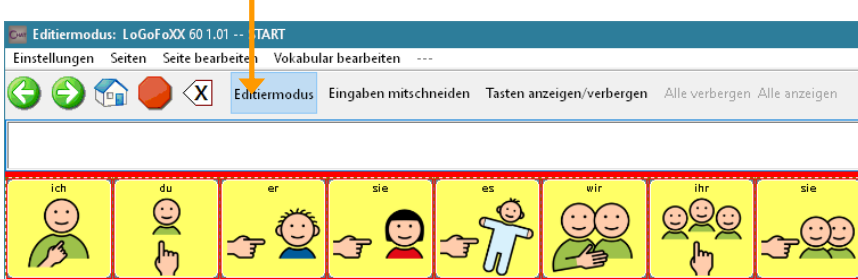 Editiermodus: LoGoFoXX 60 1.01 -- START
Einstellungen Seiten Seite bearbeiten Vokabular bearbeiten ---
X Editiermodus Eingaben mitschneiden Tasten anzeigen/verbergen Alle verbergen Alle anzeigen
ich du er sie es wir ihr sie